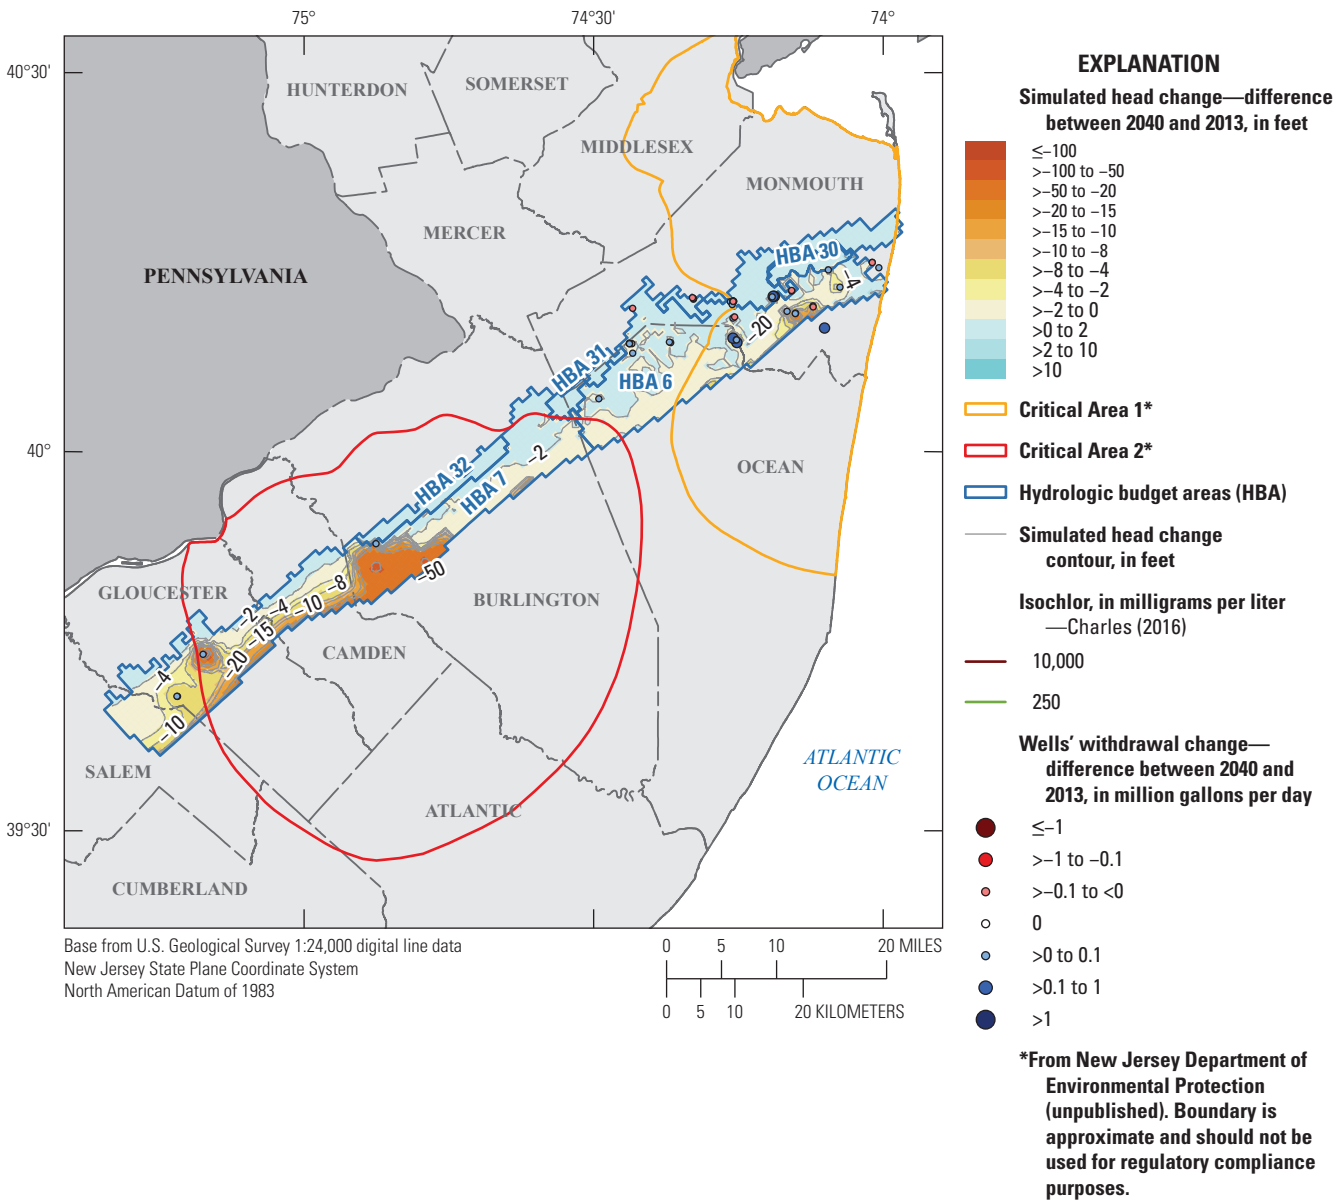 75°
74°30'
74°
40°30'
40°
39°30'
HUNTERDON
SOMERSET
MIDDLESEX
MONMOUTH
MERCER
PENNSYLVANIA
HBA 30
−4
−20
HBA 31
HBA 6
OCEAN
−2
HBA 32
HBA 7
−50
GLOUCESTER
BURLINGTON
−8
−2
−4
−10
−15
CAMDEN
−20
−4
−10
SALEM
ATLANTIC
OCEAN
ATLANTIC
CUMBERLAND
Base from U.S. Geological Survey 1:24,000 digital line data
New Jersey State Plane Coordinate System
North American Datum of 1983
0 5 10 20 MILES
0 5 10 20 KILOMETERS
EXPLANATION
Simulated head change—difference
between 2040 and 2013, in feet
≤−100
>−100 to −50
>−50 to −20
>−20 to −15
>−15 to −10
>−10 to −8
>−8 to −4
>−4 to −2
>−2 to 0
>0 to 2
>2 to 10
>10
Critical Area 1*
Critical Area 2*
Hydrologic budget areas (HBA)
Simulated head change
contour, in feet
Isochlor, in milligrams per liter
—Charles (2016)
10,000
250
Wells' withdrawal change—
difference between 2040 and
2013, in million gallons per day
≤−1
>−1 to −0.1
>−0.1 to <0
0
>0 to 0.1
>0.1 to 1
>1
*From New Jersey Department of
Environmental Protection
(unpublished). Boundary is
approximate and should not be
used for regulatory compliance
purposes.